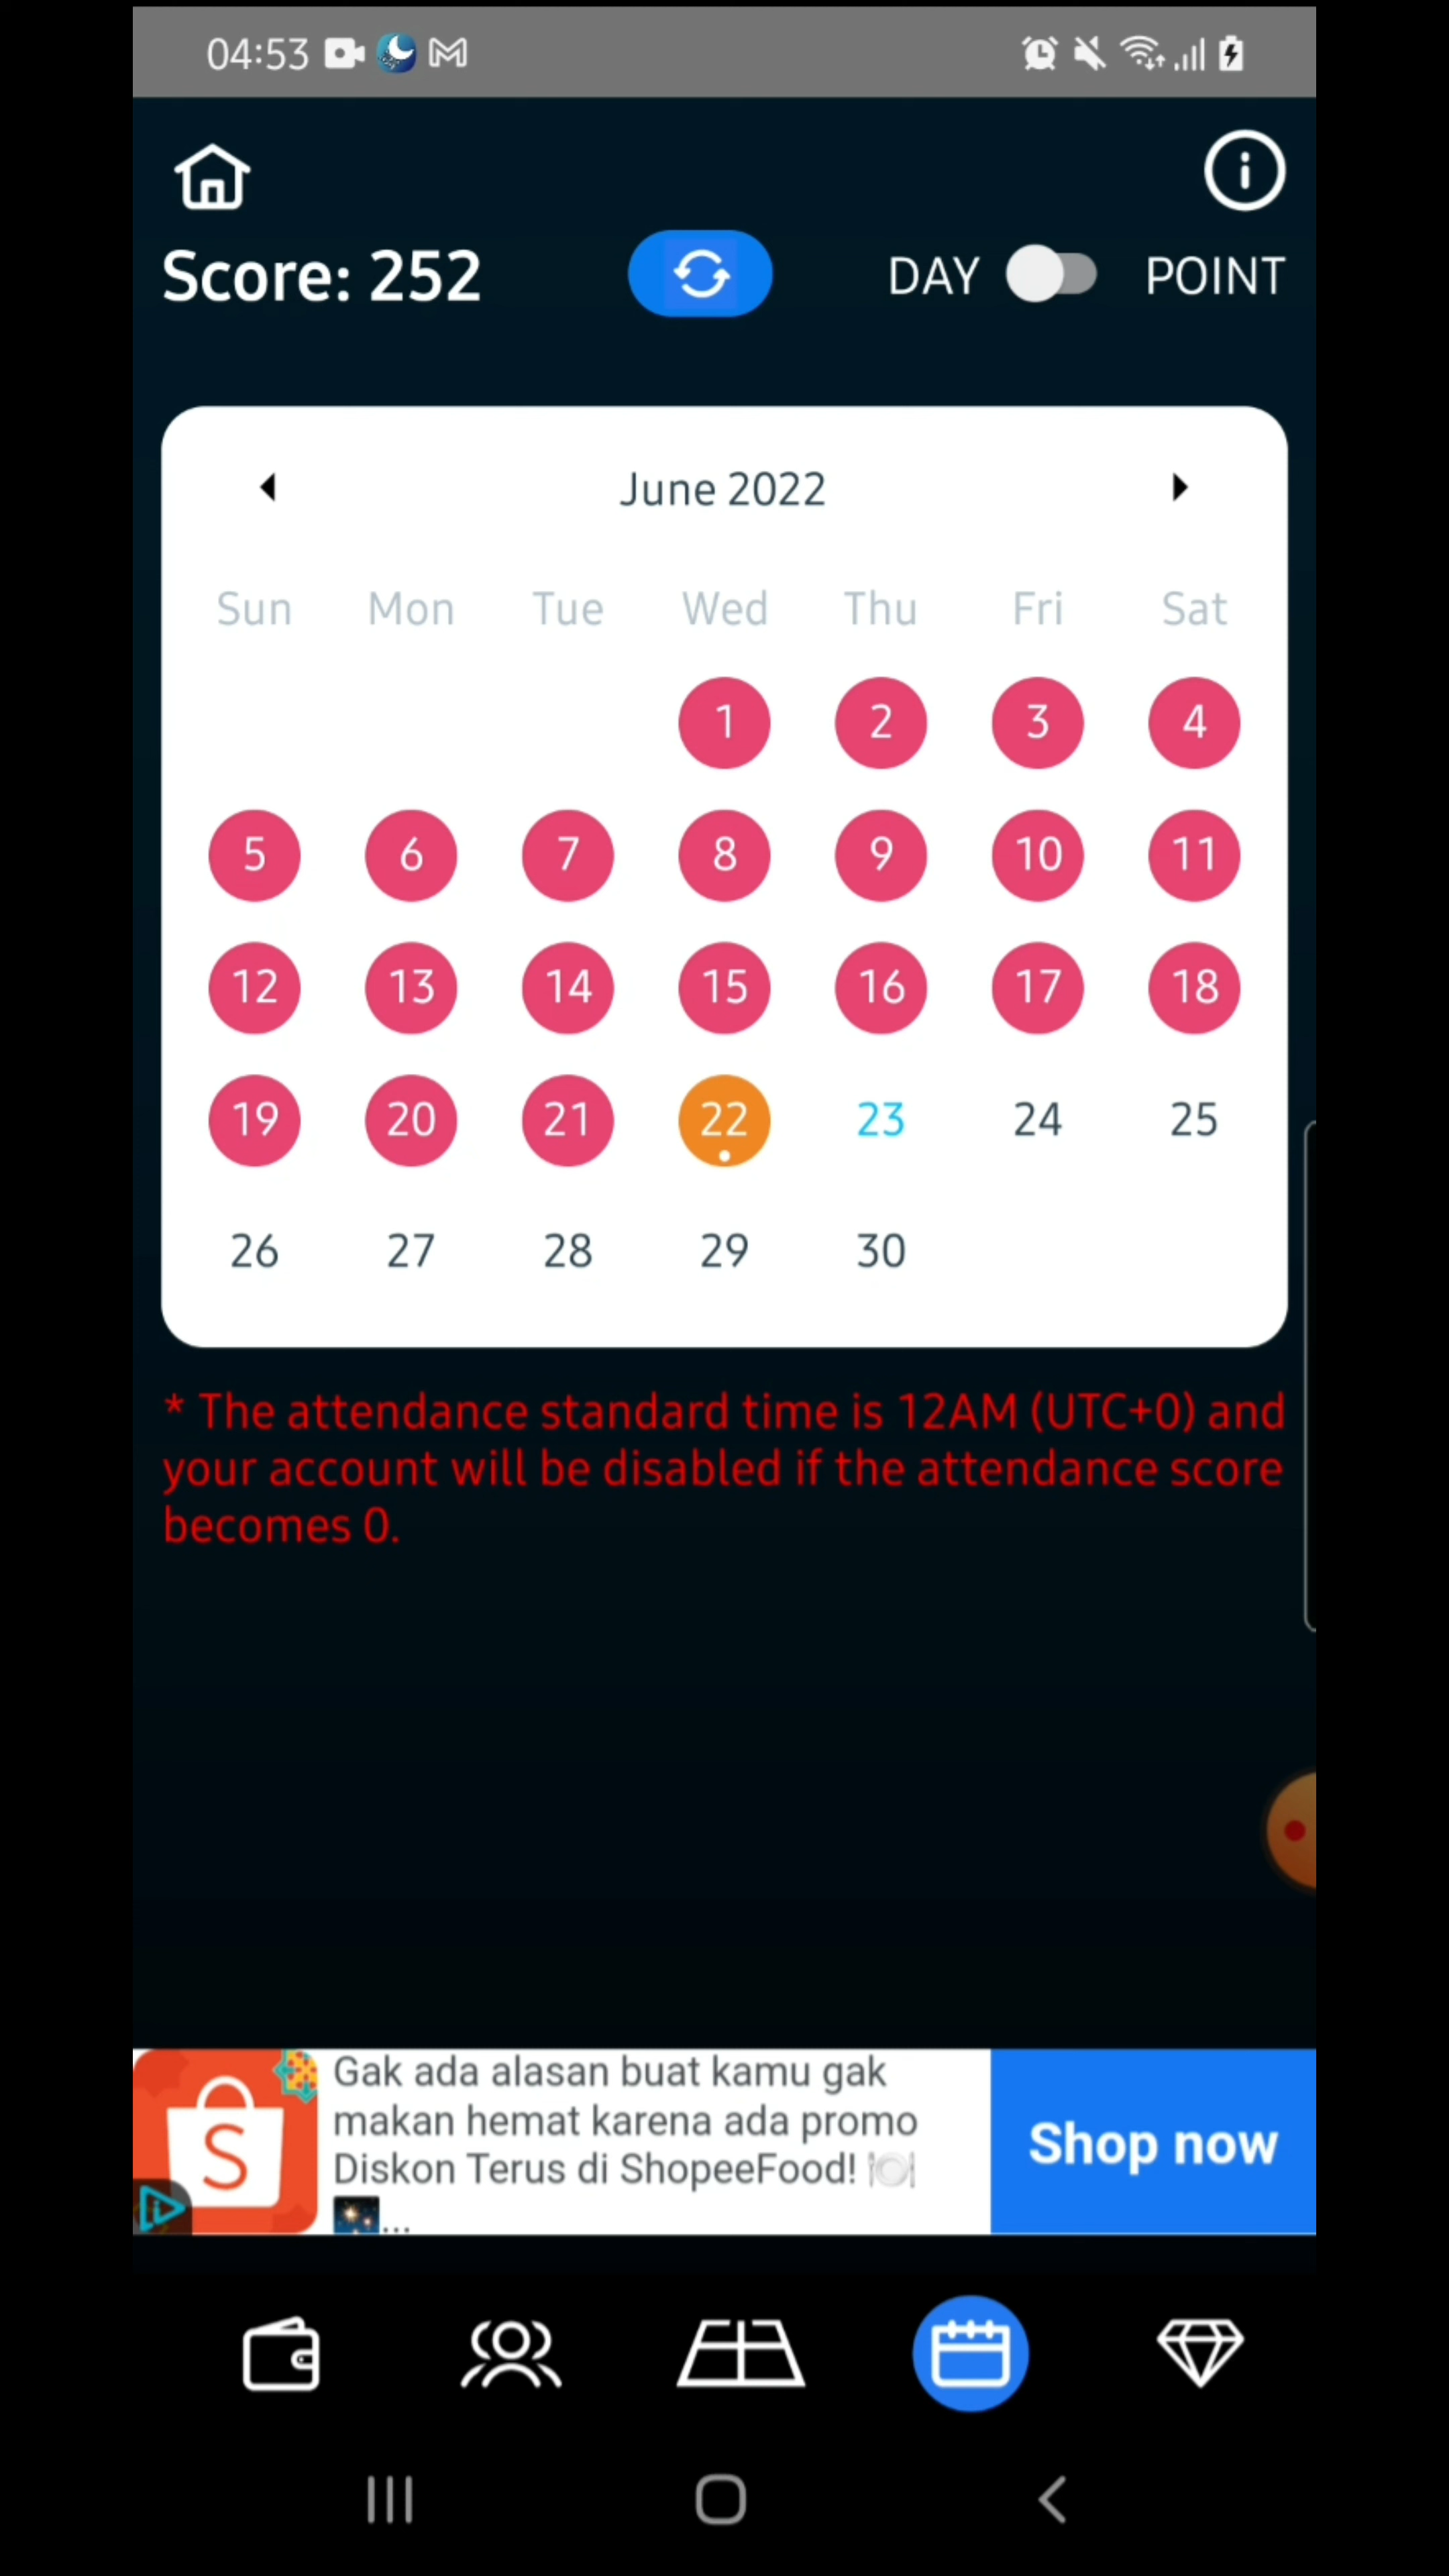 04:53
Score: 252
DAY POINT
June 2022
Sun Mon Tue Wed Thu Fri Sat
1 2 3 4
5 6 7 8 9 10 11
12 13 14 15 16 17 18
19 20 21 22 23 24 25
26 27 28 29 30
* The attendance standard time is 12AM (UTC+0) and
your account will be disabled if the attendance score
becomes 0.
S
Gak ada alasan buat kamu gak
makan hemat karena ada promo
Diskon Terus di ShopeeFood! 🍽️
🎇...
Shop now